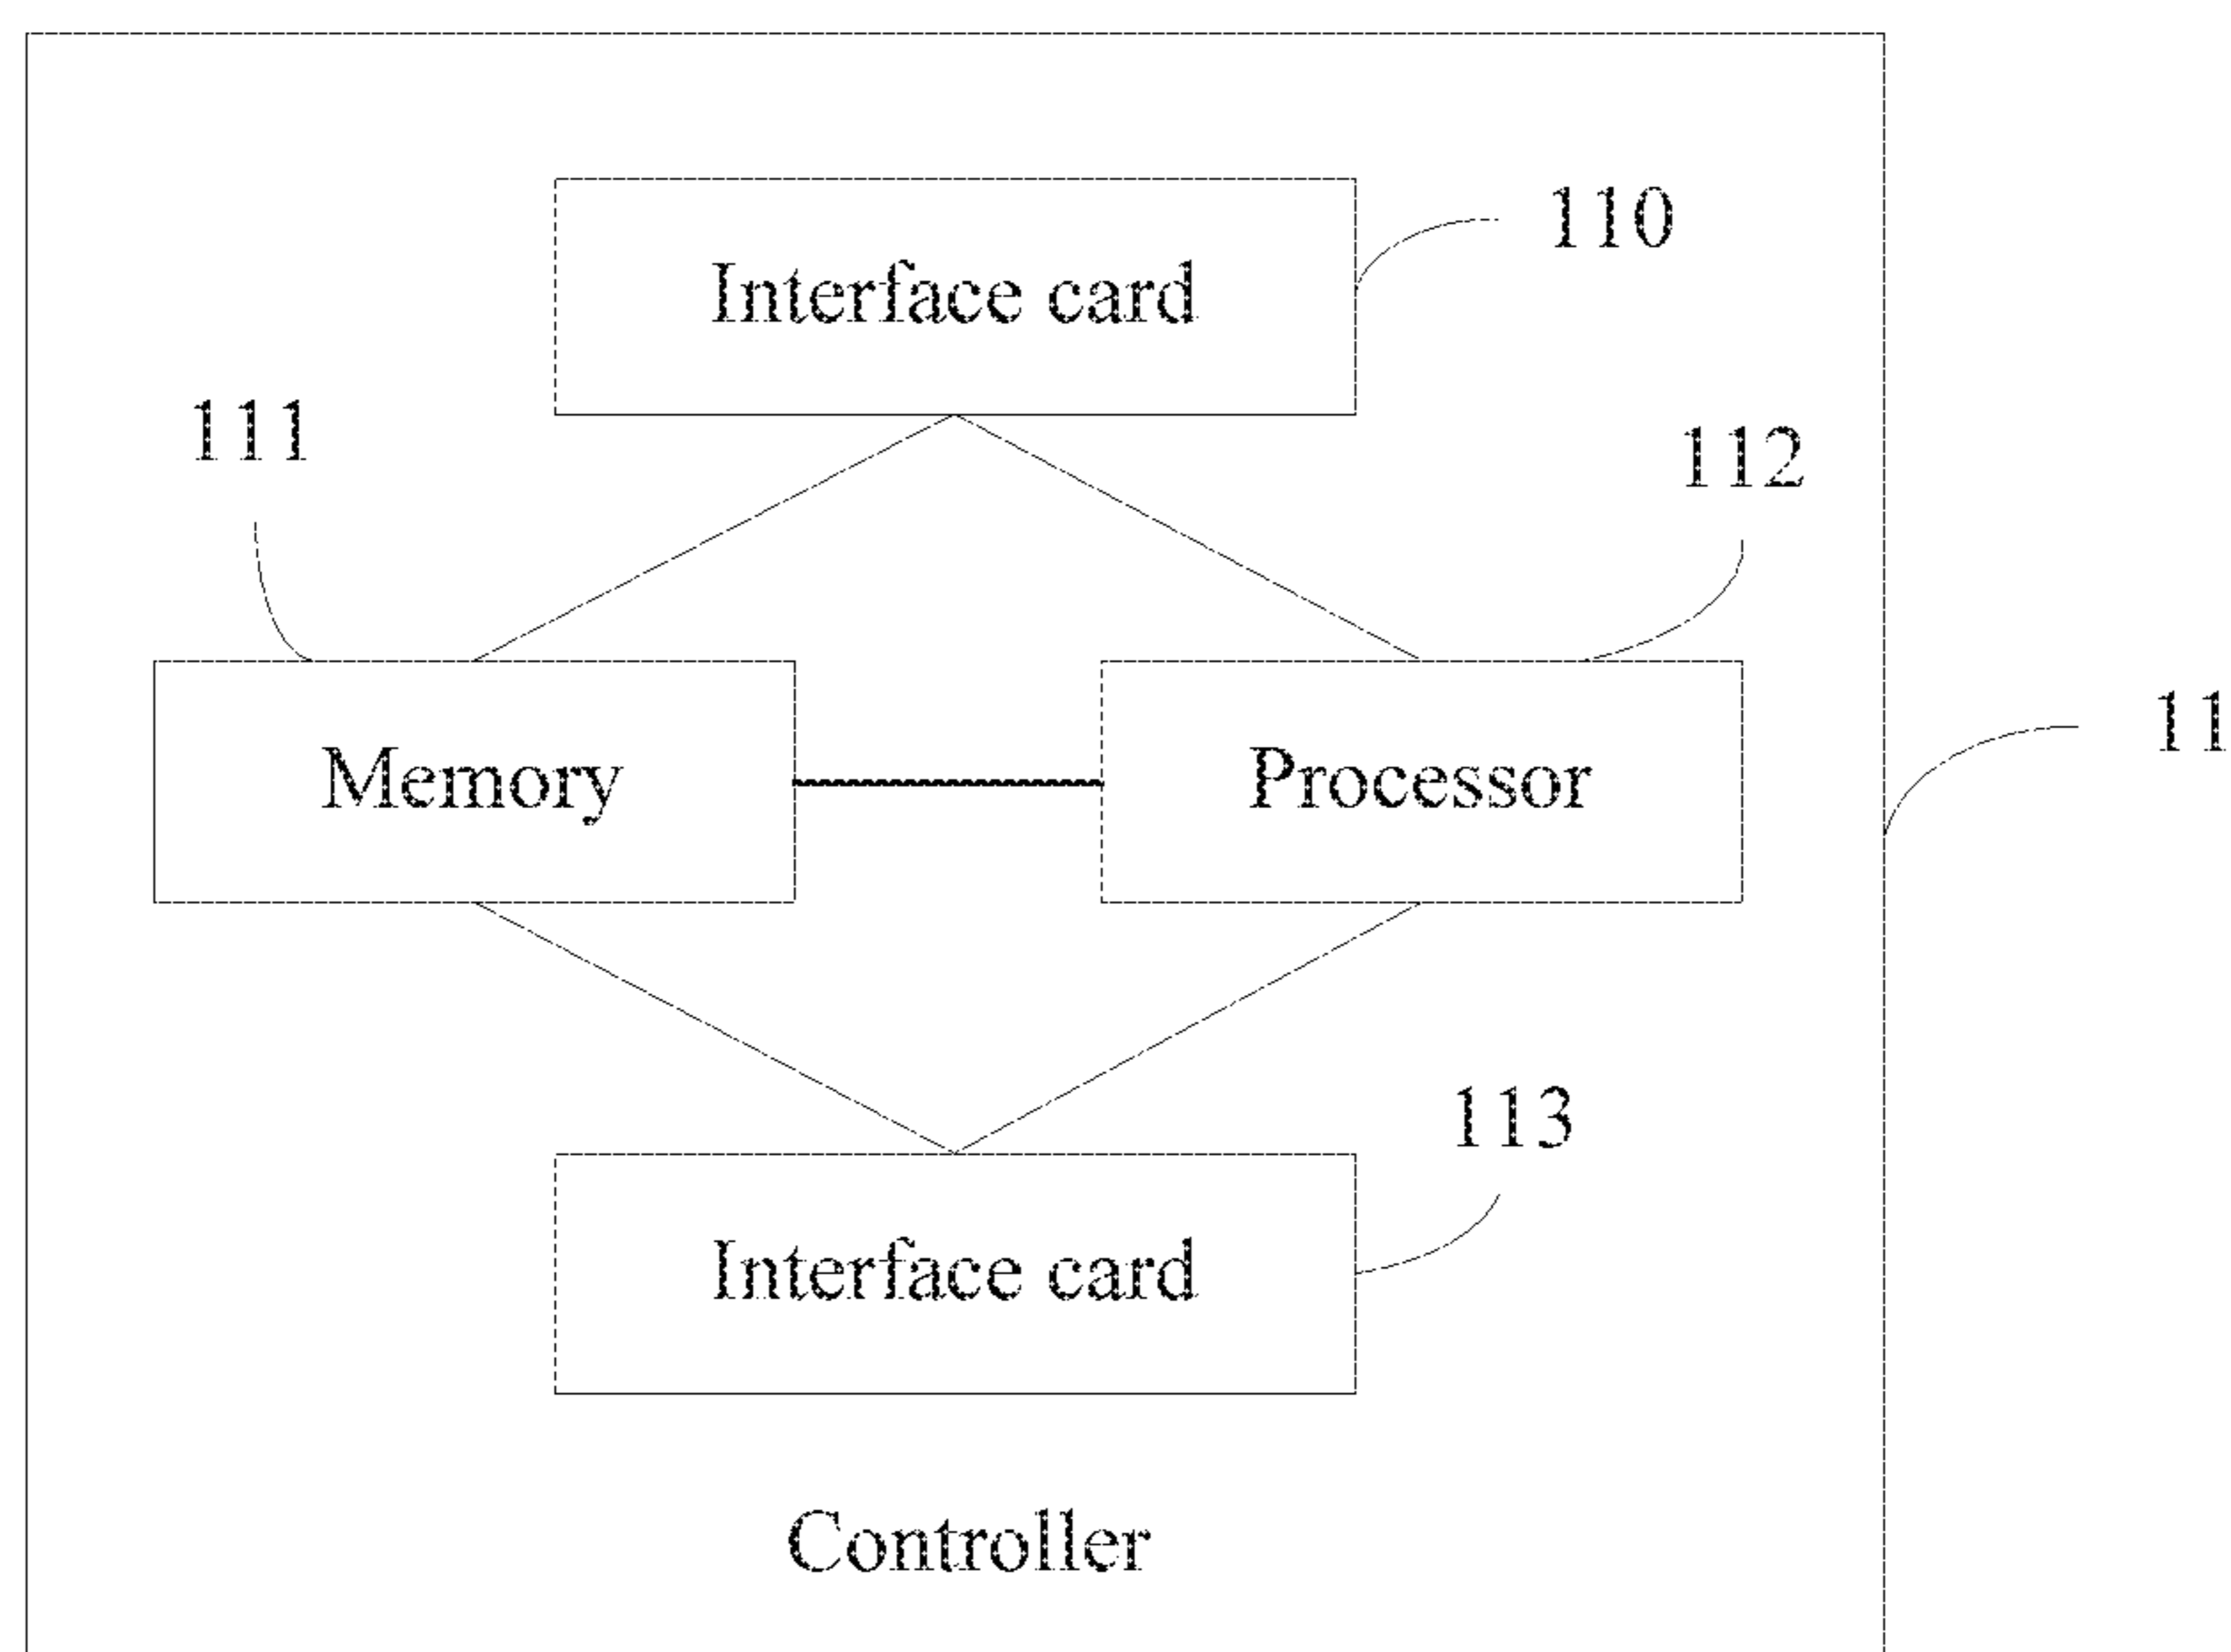 110
Interface card
111
112
11
Memory
Processor
113
Interface card
Controller